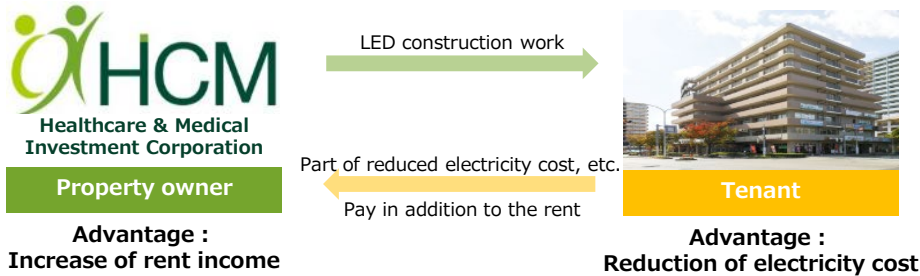 HCM
Healthcare & Medical
Investment Corporation
Property owner
Advantage :
Increase of rent income
LED construction work
Part of reduced electricity cost, etc.
Pay in addition to the rent
Tenant
Advantage :
Reduction of electricity cost